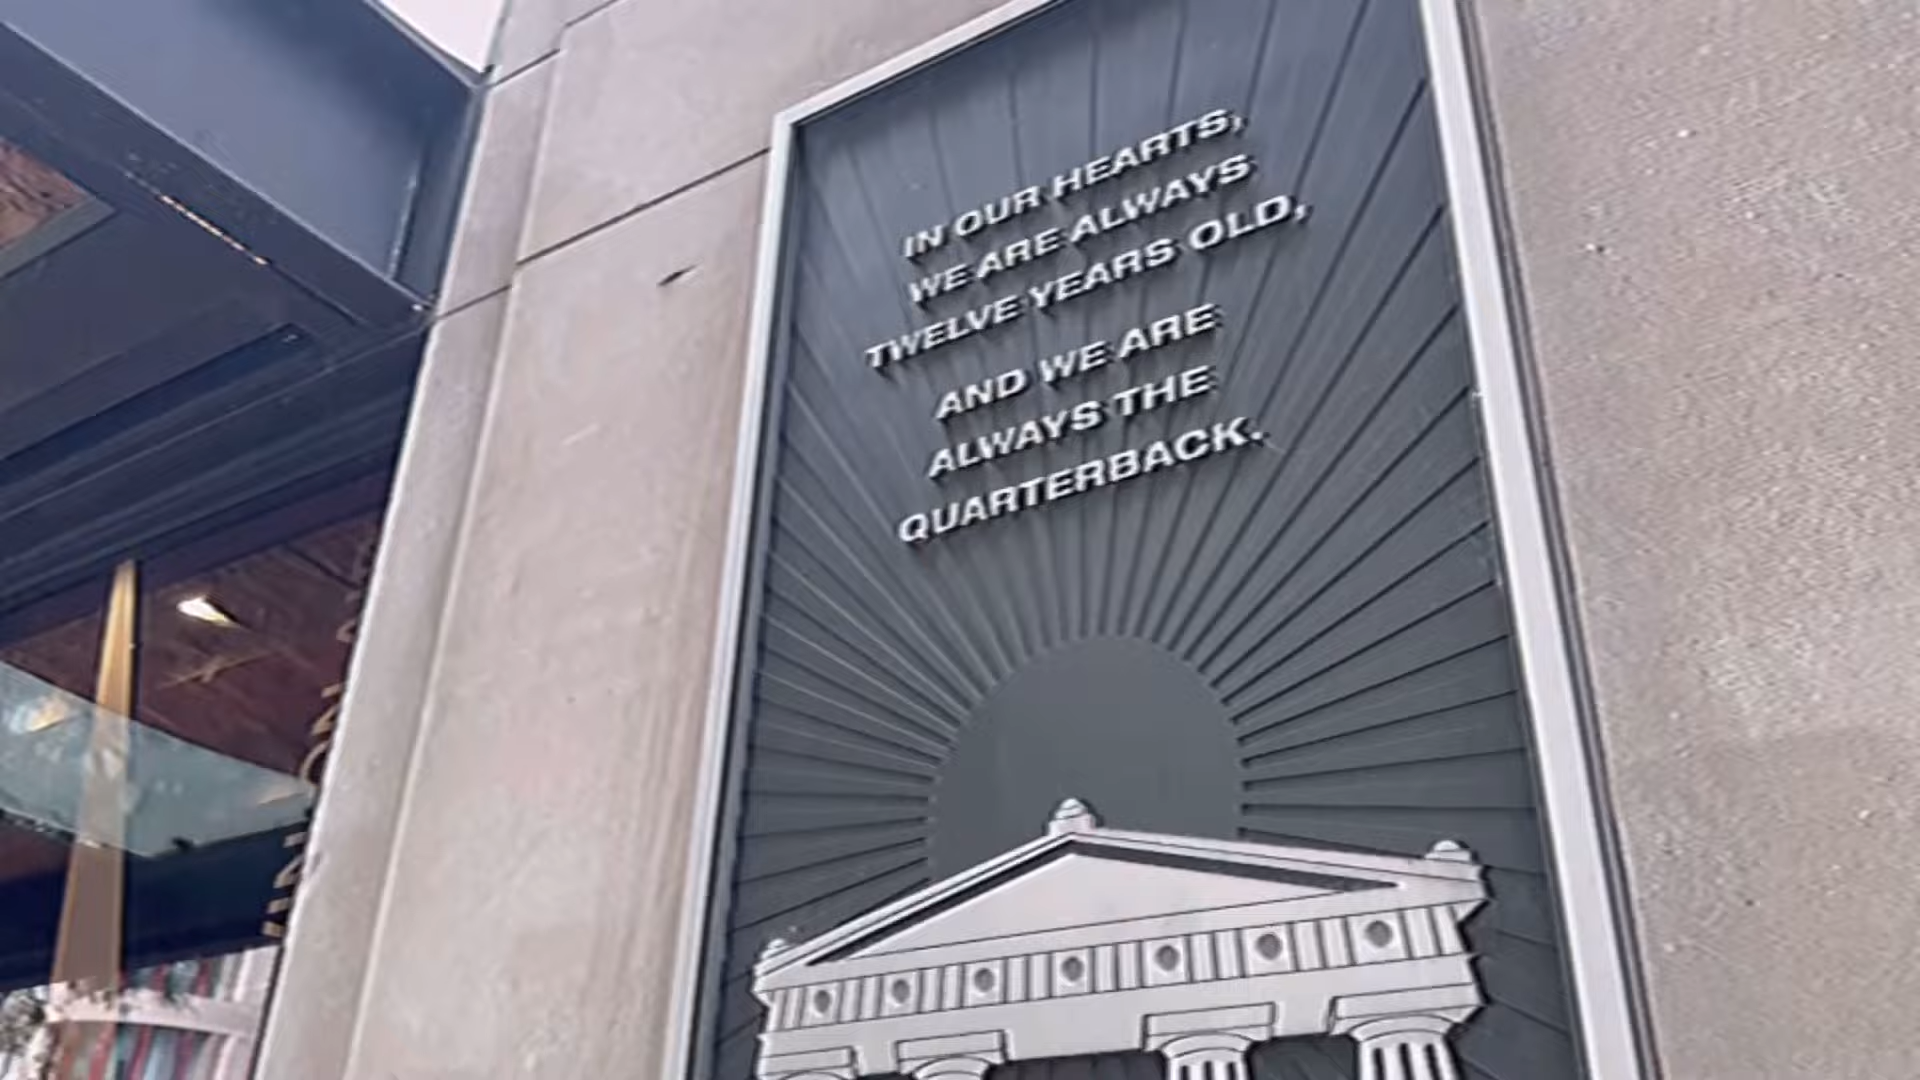 IN OUR HEARTS,
WE ARE ALWAYS
TWELVE YEARS OLD,
AND WE ARE
ALWAYS THE
QUARTERBACK.